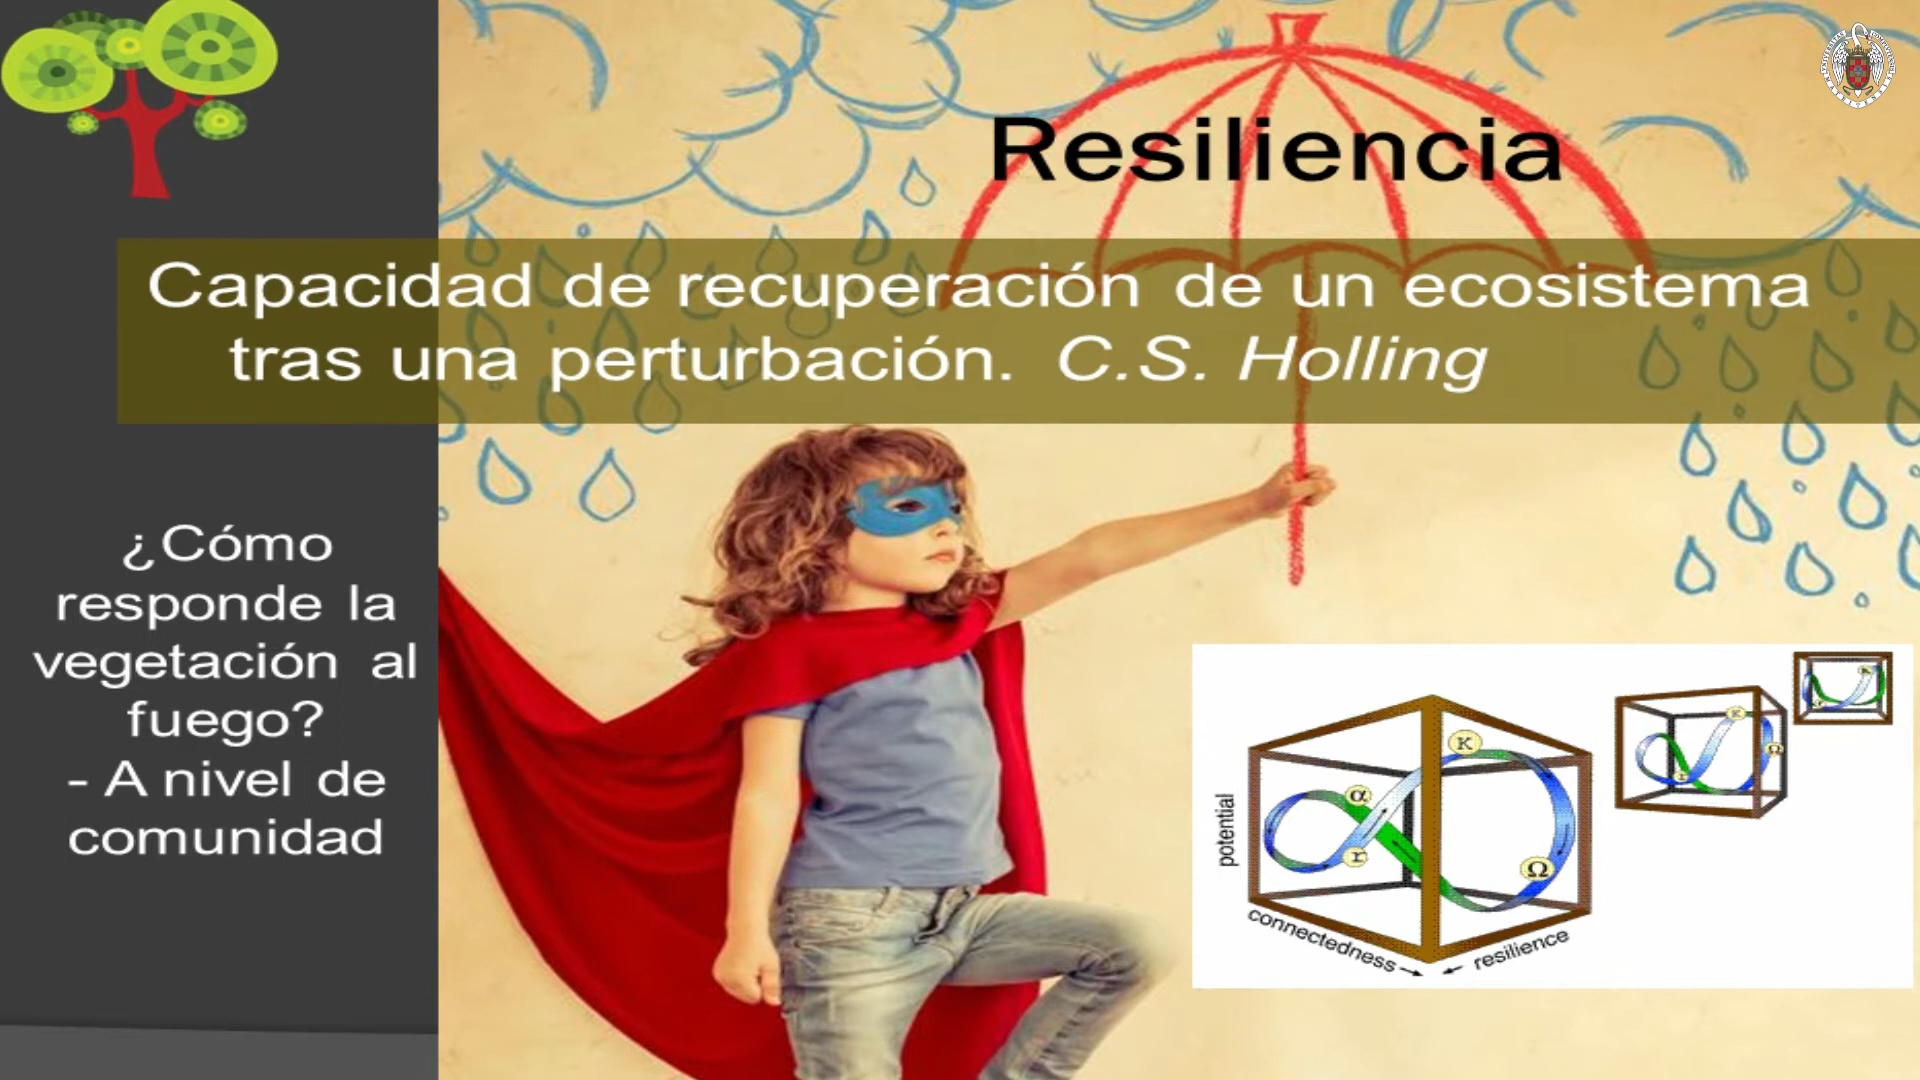 Resiliencia
Capacidad de recuperación de un ecosistema
tras una perturbación. C.S. Holling
¿Cómo
responde la
vegetación al
fuego?
- A nivel de
comunidad
potential
connectedness
resilience
K
α
r
Ω
K
Ω
r
K